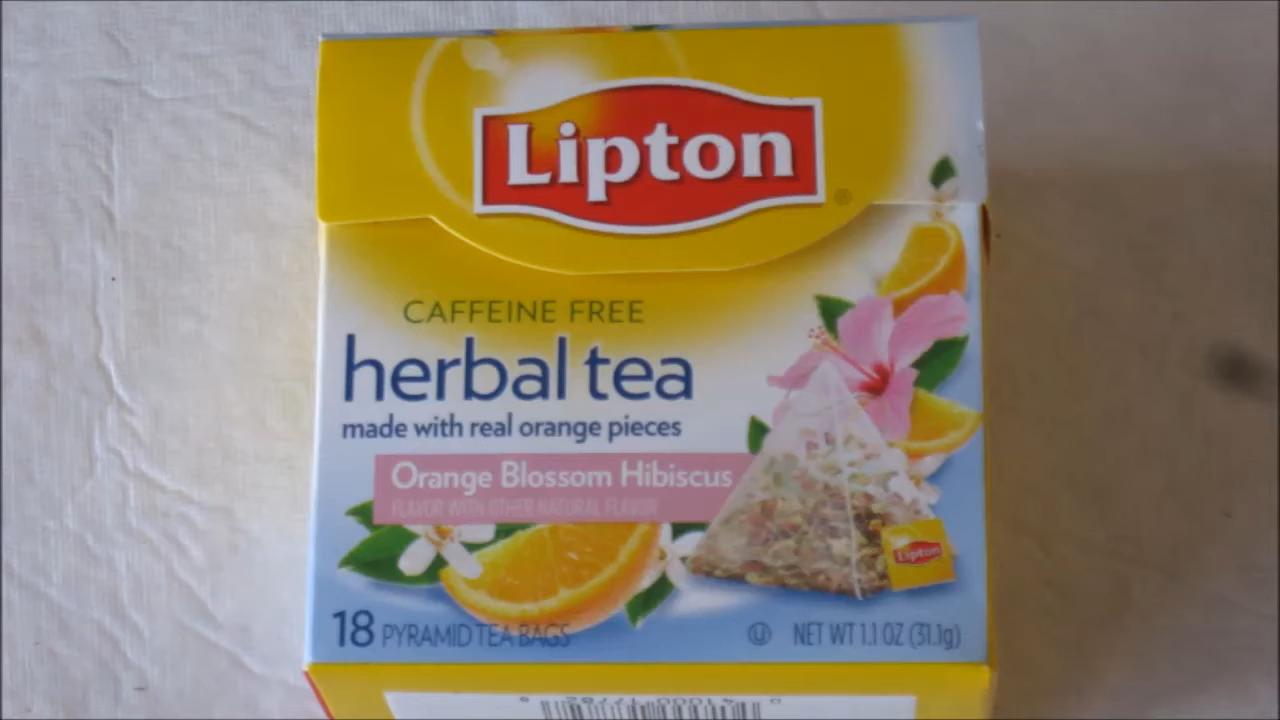 Lipton
®
CAFFEINE FREE
herbal tea
made with real orange pieces
Orange Blossom Hibiscus
FLAVOR WITH OTHER NATURAL FLAVOR
Lipton
18 PYRAMID TEA BAGS
U NET WT 1.1 OZ (31.1g)